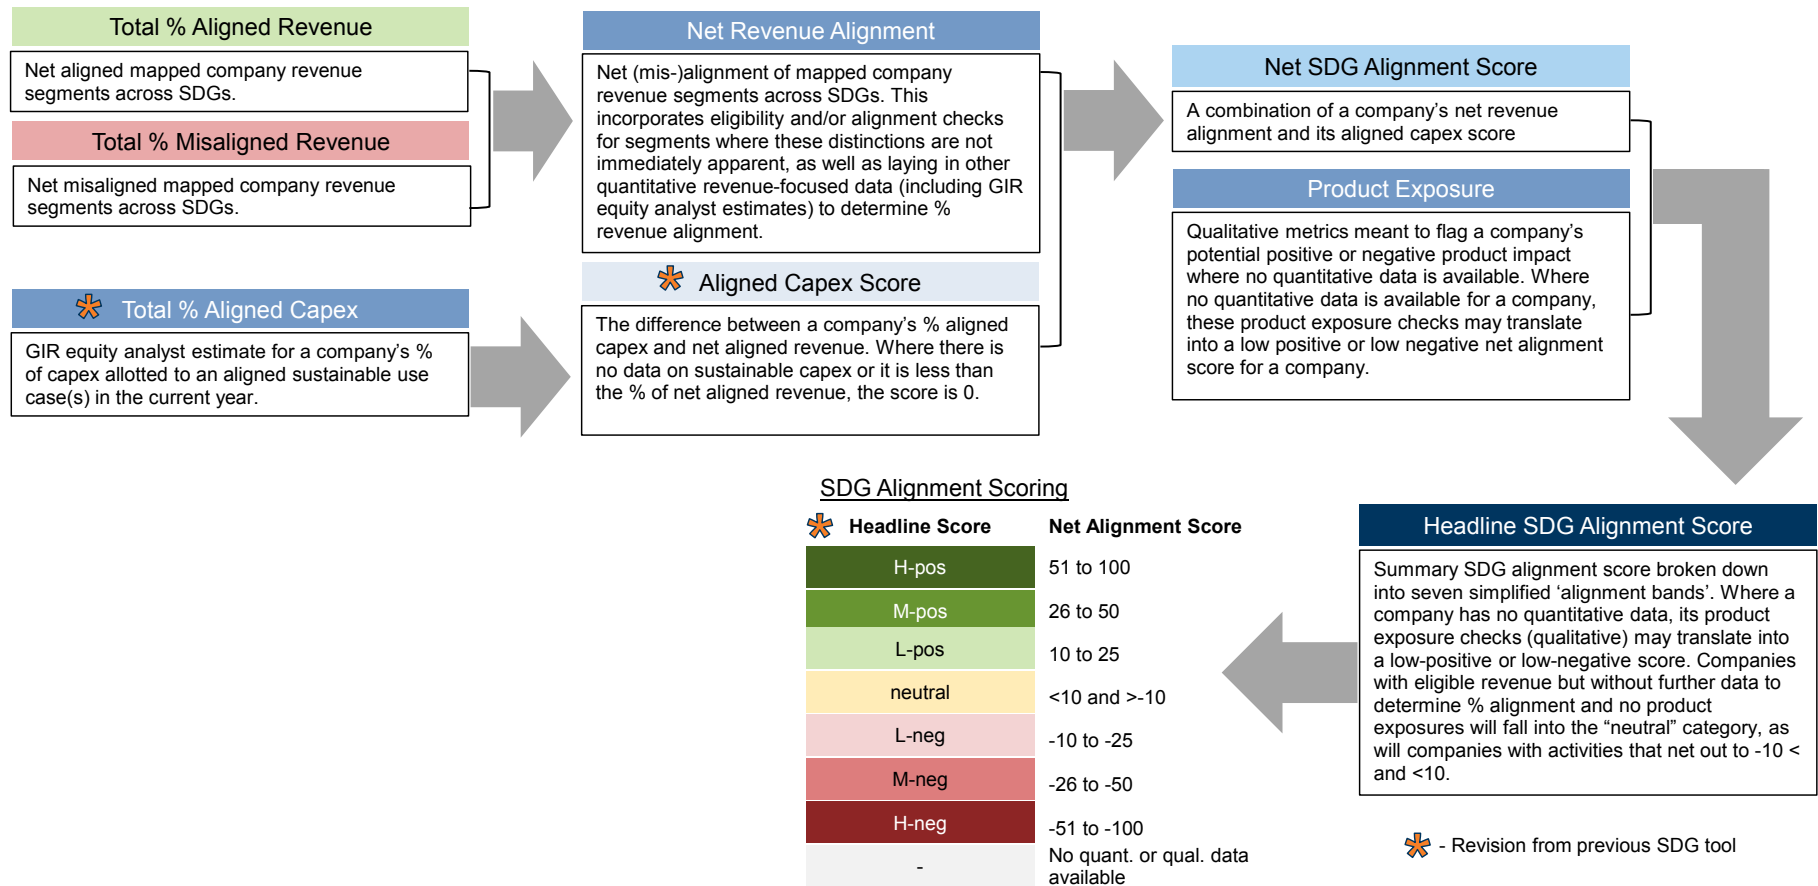 Total % Aligned Revenue
Net aligned mapped company revenue
segments across SDGs.
Total % Misaligned Revenue
Net misaligned mapped company revenue
segments across SDGs.
Total % Aligned Capex
GIR equity analyst estimate for a company's %
of capex allotted to an aligned sustainable use
case(s) in the current year.
Net Revenue Alignment
Net (mis-)alignment of mapped company
revenue segments across SDGs. This
incorporates eligibility and/or alignment checks
for segments where these distinctions are not
immediately apparent, as well as laying in other
quantitative revenue-focused data (including GIR
equity analyst estimates) to determine %
revenue alignment.
Aligned Capex Score
The difference between a company's % aligned
capex and net aligned revenue. Where there is
no data on sustainable capex or it is less than
the % of net aligned revenue, the score is 0.
Net SDG Alignment Score
A combination of a company's net revenue
alignment and its aligned capex score
Product Exposure
Qualitative metrics meant to flag a company's
potential positive or negative product impact
where no quantitative data is available. Where
no quantitative data is available for a company,
these product exposure checks may translate
into a low positive or low negative net alignment
score for a company.
Headline SDG Alignment Score
Summary SDG alignment score broken down
into seven simplified 'alignment bands'. Where a
company has no quantitative data, its product
exposure checks (qualitative) may translate into
a low-positive or low-negative score. Companies
with eligible revenue but without further data to
determine % alignment and no product
exposures will fall into the "neutral" category, as
will companies with activities that net out to -10 <
and <10.
SDG Alignment Scoring
Headline Score Net Alignment Score
H-pos 51 to 100
M-pos 26 to 50
L-pos 10 to 25
neutral <10 and >-10
L-neg -10 to -25
M-neg -26 to -50
H-neg -51 to -100
- No quant. or qual. data
available
- Revision from previous SDG tool